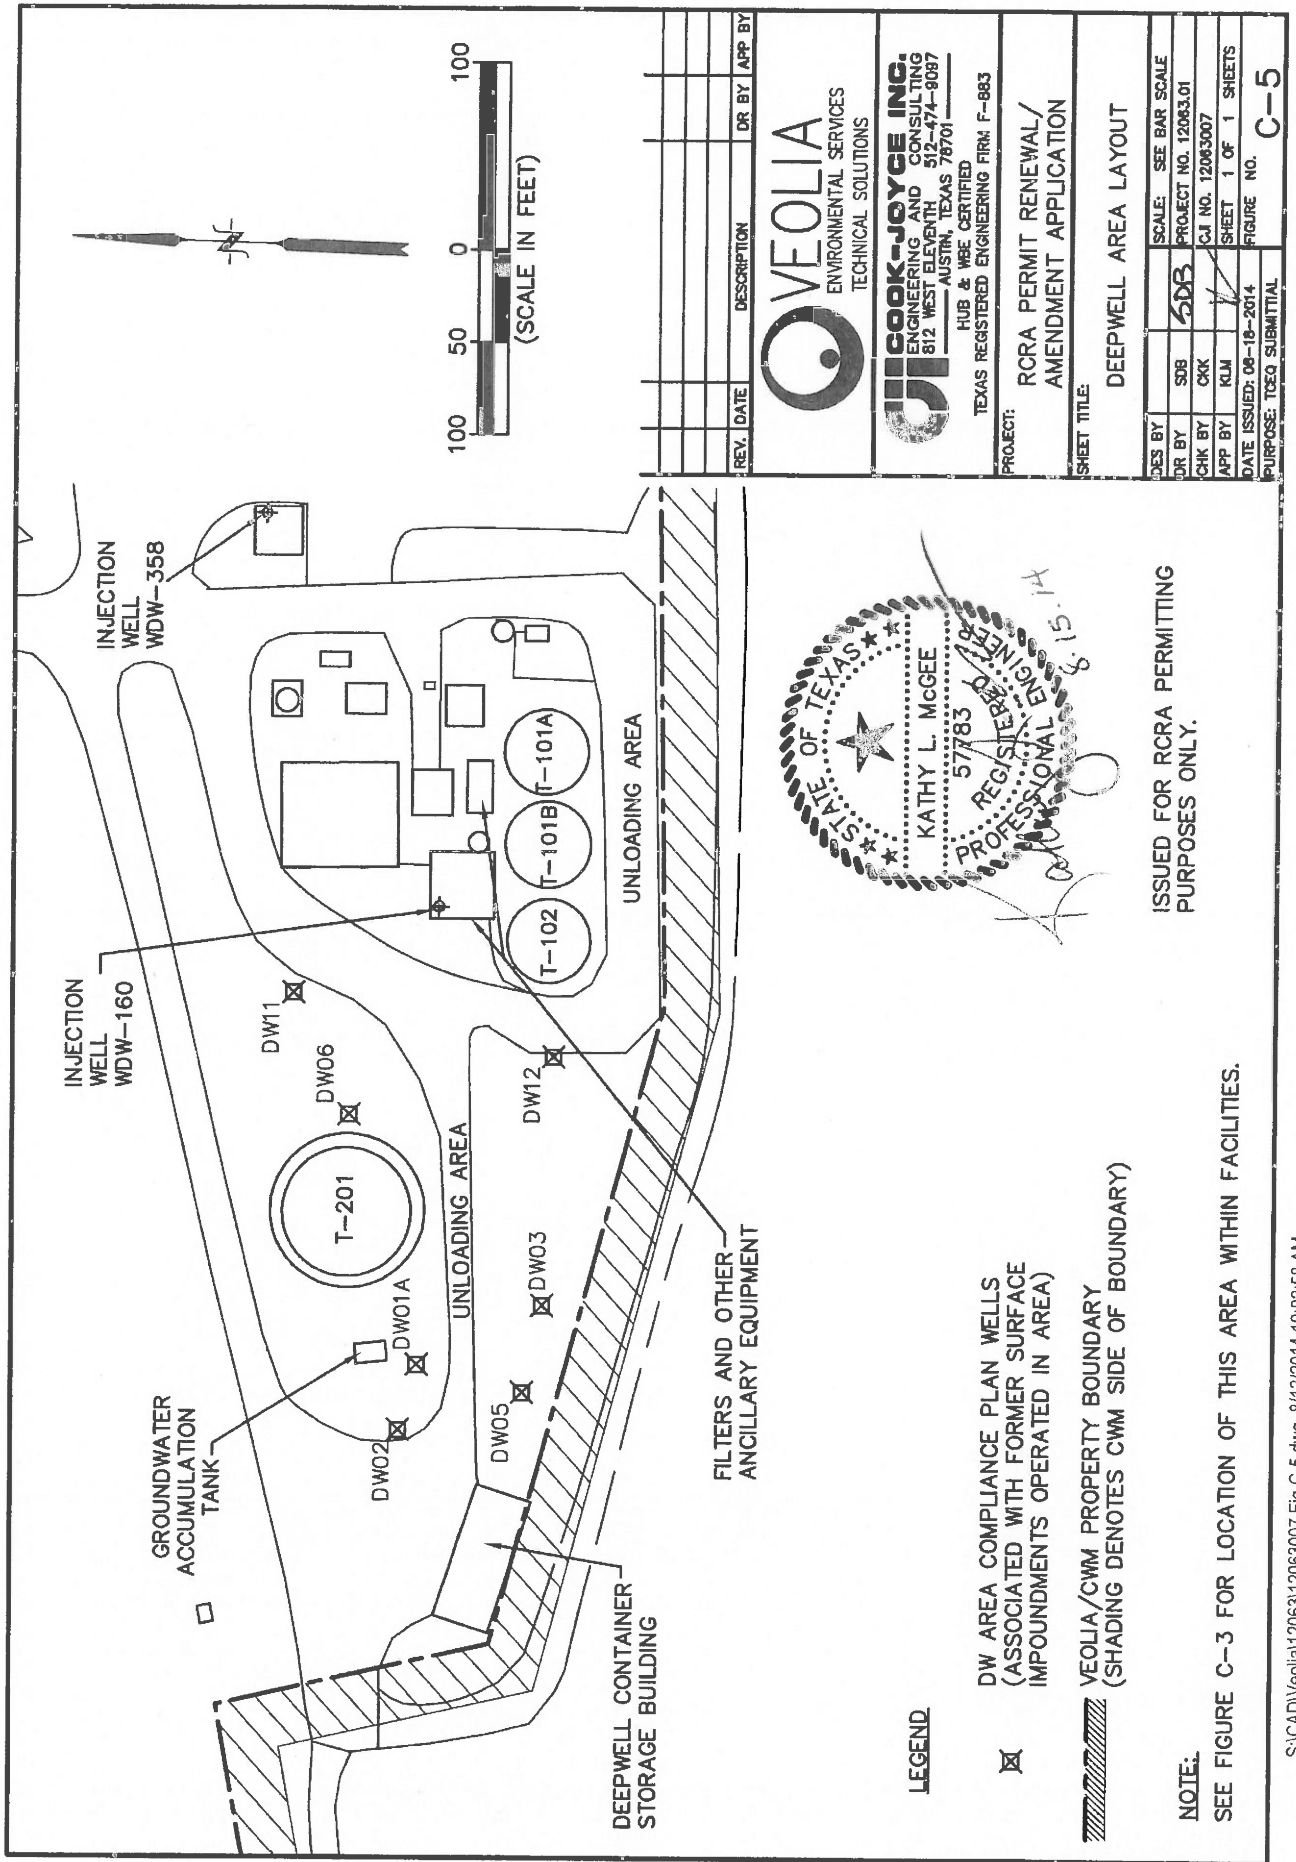 INJECTION
WELL
WDW-160
INJECTION
WELL
WDW-358
GROUNDWATER
ACCUMULATION
TANK
DW11
DW06
T-201
DW01A
DW02
UNLOADING AREA
DW12
DW03
DW05
T-102
T-101B
T-101A
UNLOADING AREA
DEEPWELL CONTAINER
STORAGE BUILDING
FILTERS AND OTHER
ANCILLARY EQUIPMENT
N
100 50 0 100
(SCALE IN FEET)
LEGEND
DW AREA COMPLIANCE PLAN WELLS
(ASSOCIATED WITH FORMER SURFACE
IMPOUNDMENTS OPERATED IN AREA)
VEOLIA/CWM PROPERTY BOUNDARY
(SHADING DENOTES CWM SIDE OF BOUNDARY)
NOTE:
SEE FIGURE C-3 FOR LOCATION OF THIS AREA WITHIN FACILITIES.
STATE OF TEXAS
KATHY L. McGEE
57783
REGISTERED
PROFESSIONAL ENGINEER
8.15.14
ISSUED FOR RCRA PERMITTING
PURPOSES ONLY.
REV. DATE DESCRIPTION DR BY APP BY
VEOLIA
ENVIRONMENTAL SERVICES
TECHNICAL SOLUTIONS
CJI COOK-JOYCE INC.
ENGINEERING AND CONSULTING
812 WEST ELEVENTH 512-474-9097
AUSTIN, TEXAS 78701
HUB & WBE CERTIFIED
TEXAS REGISTERED ENGINEERING FIRM F-883
PROJECT:
RCRA PERMIT RENEWAL/
AMENDMENT APPLICATION
SHEET TITLE:
DEEPWELL AREA LAYOUT
DES BY SCALE: SEE BAR SCALE
DR BY SDB SDB PROJECT NO. 12063.01
CHK BY CKK CJI NO. 12063007
APP BY KLM SHEET 1 OF 1 SHEETS
DATE ISSUED: 08-18-2014 FIGURE NO.
PURPOSE: TCEQ SUBMITTAL C-5